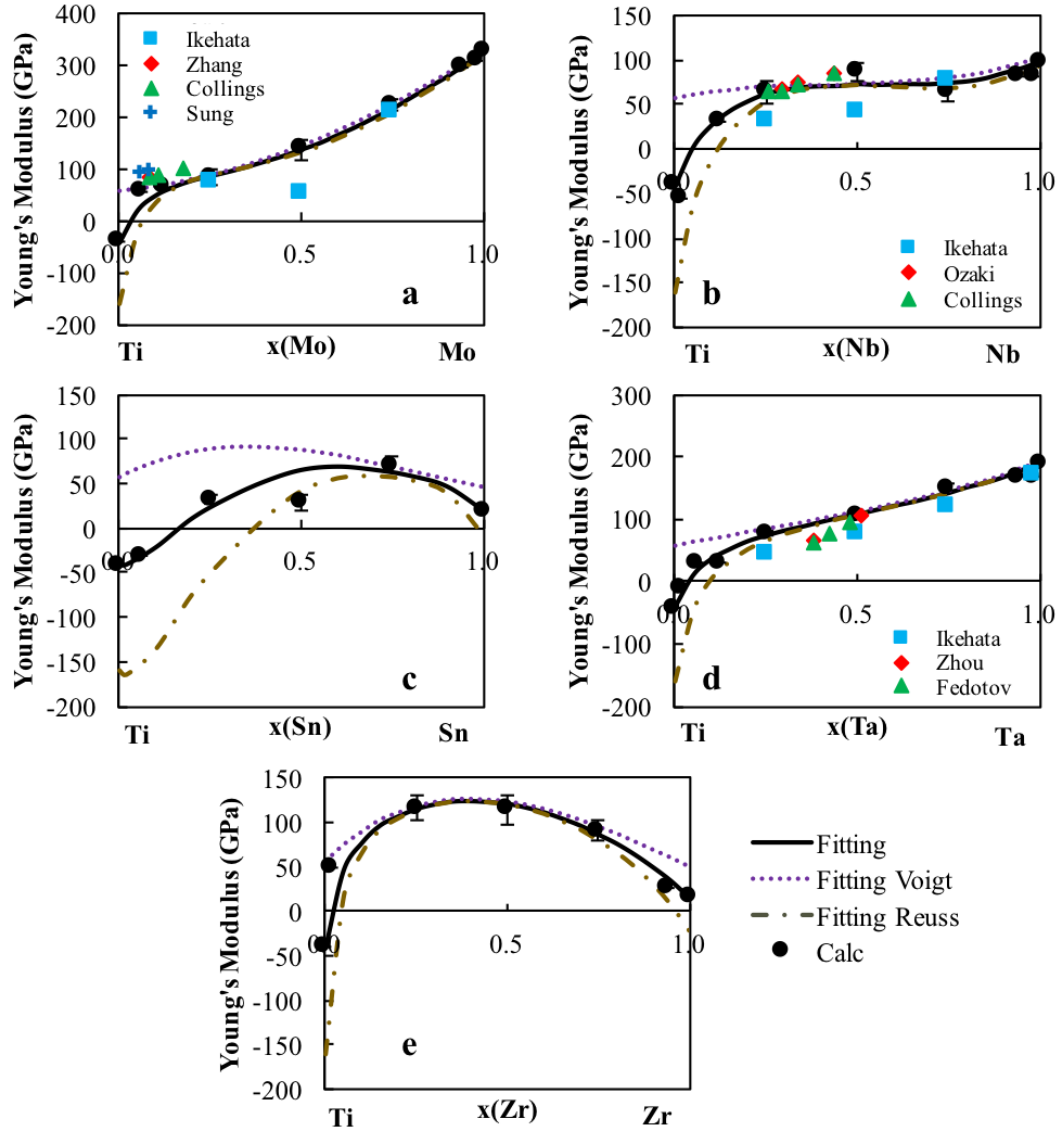 400
300
200
100
0
-100
-200
Young's Modulus (GPa)
Ikehata
Zhang
Collings
Sung
0.0
0.5
1.0
a
Ti
x(Mo)
Mo
150
100
50
0
-50
-100
-150
-200
Young's Modulus (GPa)
0.0
0.5
1.0
Ikehata
Ozaki
Collings
b
Ti
x(Nb)
Nb
150
100
50
0
-50
-100
-150
-200
Young's Modulus (GPa)
0.0
0.5
1.0
c
Ti
x(Sn)
Sn
300
200
100
0
-100
-200
Young's Modulus (GPa)
0.0
0.5
1.0
Ikehata
Zhou
Fedotov
d
Ti
x(Ta)
Ta
150
100
50
0
-50
-100
-150
-200
Young's Modulus (GPa)
0.0
0.5
1.0
e
Ti
x(Zr)
Zr
Fitting
Fitting Voigt
Fitting Reuss
Calc